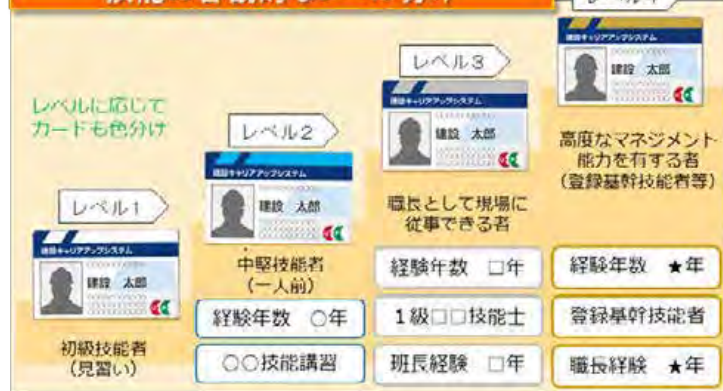 レベルに応じて
カードも色分け
レベル1
建設キャリアアップシステム
建設 太郎
初級技能者
(見習い)
レベル2
建設キャリアアップシステム
建設 太郎
中堅技能者
(一人前)
経験年数 ○年
○○技能講習
レベル3
建設キャリアアップシステム
建設 太郎
職長として現場に
従事できる者
経験年数 □年
1級□□技能士
班長経験 □年
建設キャリアアップシステム
建設 太郎
高度なマネジメント
能力を有する者
(登録基幹技能者等)
経験年数 ★年
登録基幹技能者
職長経験 ★年